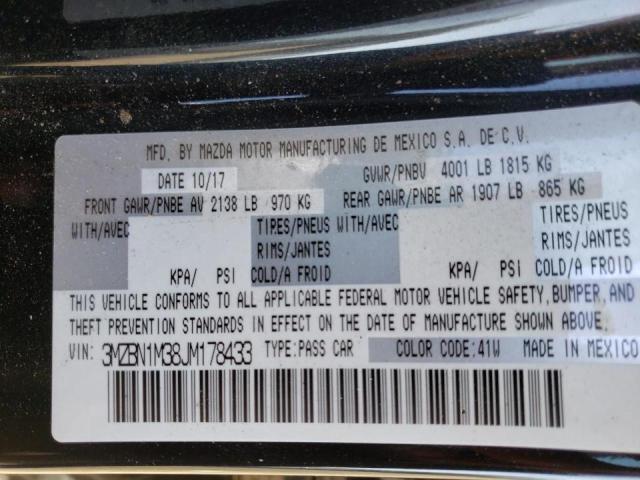 MFD. BY MAZDA MOTOR MANUFACTURING DE MEXICO S.A. DE C.V.
DATE 10/17 GVWR/PNBV 4001 LB 1815 KG
FRONT GAWR/PNBE AV 2138 LB 970 KG REAR GAWR/PNBE AR 1907 LB 865 KG
WITH/AVEC TIRES/PNEUS WITH/AVEC TIRES/PNEUS
RIMS/JANTES RIMS/JANTES
KPA/ PSI COLD/A FROID KPA/ PSI COLD/A FROID
THIS VEHICLE CONFORMS TO ALL APPLICABLE FEDERAL MOTOR VEHICLE SAFETY, BUMPER, AND
THEFT PREVENTION STANDARDS IN EFFECT ON THE DATE OF MANUFACTURE SHOWN ABOVE.
VIN: 3MZBN1M38JM178433 TYPE:PASS CAR COLOR CODE:41W MADE IN MEXICO